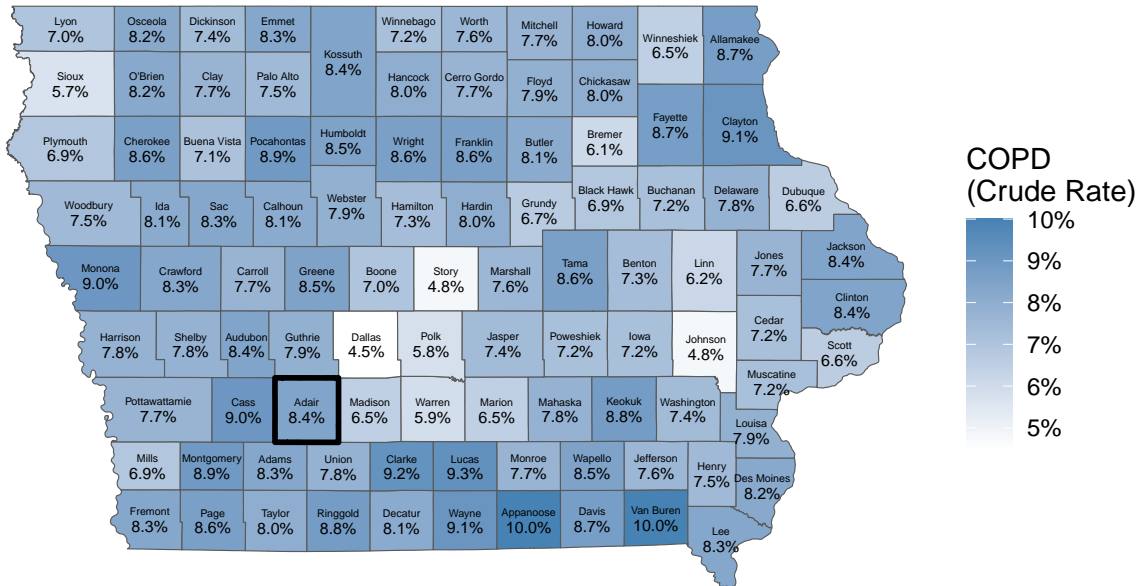 Lyon
7.0%
Osceola
8.2%
Dickinson
7.4%
Emmet
8.3%
Kossuth
8.4%
Winnebago
7.2%
Worth
7.6%
Mitchell
7.7%
Howard
8.0%
Winneshiek
6.5%
Allamakee
8.7%
Sioux
5.7%
O'Brien
8.2%
Clay
7.7%
Palo Alto
7.5%
Hancock
8.0%
Cerro Gordo
7.7%
Floyd
7.9%
Chickasaw
8.0%
Plymouth
6.9%
Cherokee
8.6%
Buena Vista
7.1%
Pocahontas
8.9%
Humboldt
8.5%
Wright
8.6%
Franklin
8.6%
Butler
8.1%
Bremer
6.1%
Fayette
8.7%
Clayton
9.1%
Woodbury
7.5%
Ida
8.1%
Sac
8.3%
Calhoun
8.1%
Webster
7.9%
Hamilton
7.3%
Hardin
8.0%
Grundy
6.7%
Black Hawk
6.9%
Buchanan
7.2%
Delaware
7.8%
Dubuque
6.6%
Monona
9.0%
Crawford
8.3%
Carroll
7.7%
Greene
8.5%
Boone
7.0%
Story
4.8%
Marshall
7.6%
Tama
8.6%
Benton
7.3%
Linn
6.2%
Jones
7.7%
Jackson
8.4%
Clinton
8.4%
Harrison
7.8%
Shelby
7.8%
Audubon
8.4%
Guthrie
7.9%
Dallas
4.5%
Polk
5.8%
Jasper
7.4%
Poweshiek
7.2%
Iowa
7.2%
Johnson
4.8%
Cedar
7.2%
Scott
6.6%
Muscatine
7.2%
Pottawattamie
7.7%
Cass
9.0%
Adair
8.4%
Madison
6.5%
Warren
5.9%
Marion
6.5%
Mahaska
7.8%
Keokuk
8.8%
Washington
7.4%
Louisa
7.9%
Mills
6.9%
Montgomery
8.9%
Adams
8.3%
Union
7.8%
Clarke
9.2%
Lucas
9.3%
Monroe
7.7%
Wapello
8.5%
Jefferson
7.6%
Henry
7.5%
Des Moines
8.2%
Fremont
8.3%
Page
8.6%
Taylor
8.0%
Ringgold
8.8%
Decatur
8.1%
Wayne
9.1%
Appanoose
10.0%
Davis
8.7%
Van Buren
10.0%
Lee
8.3%
COPD
(Crude Rate)
10%
9%
8%
7%
6%
5%